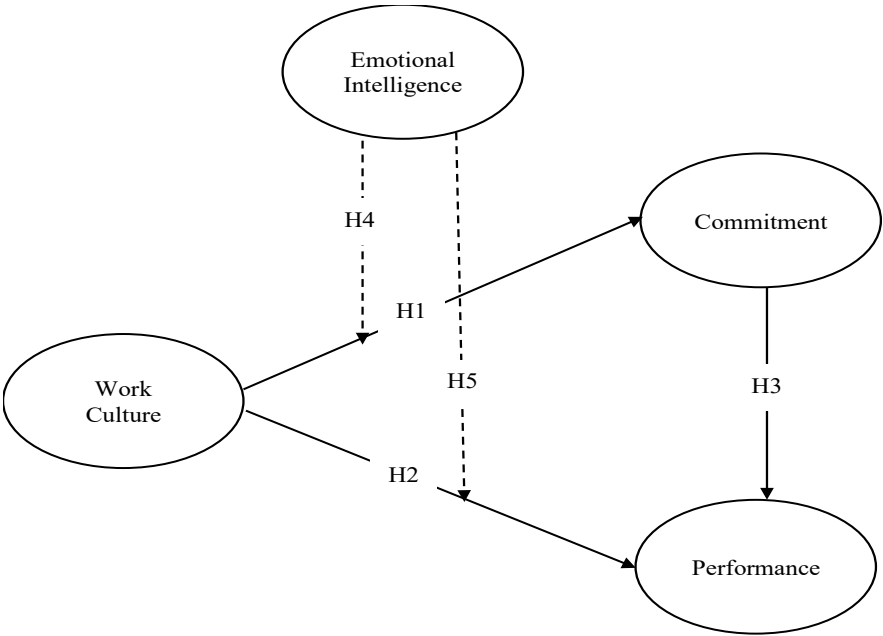 Emotional
Intelligence
Commitment
H4
H1
H5
H3
Work
Culture
H2
Performance